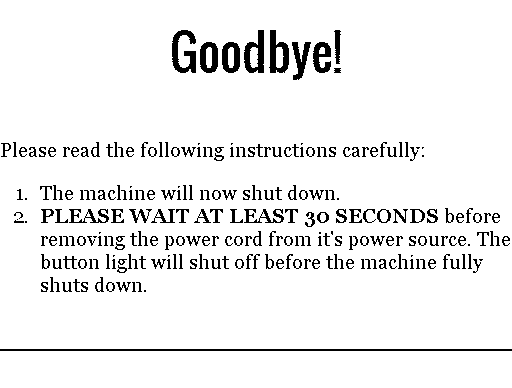 Goodbye!
Please read the following instructions carefully:
1. The machine will now shut down.
2. PLEASE WAIT AT LEAST 30 SECONDS before
removing the power cord from it's power source. The
button light will shut off before the machine fully
shuts down.